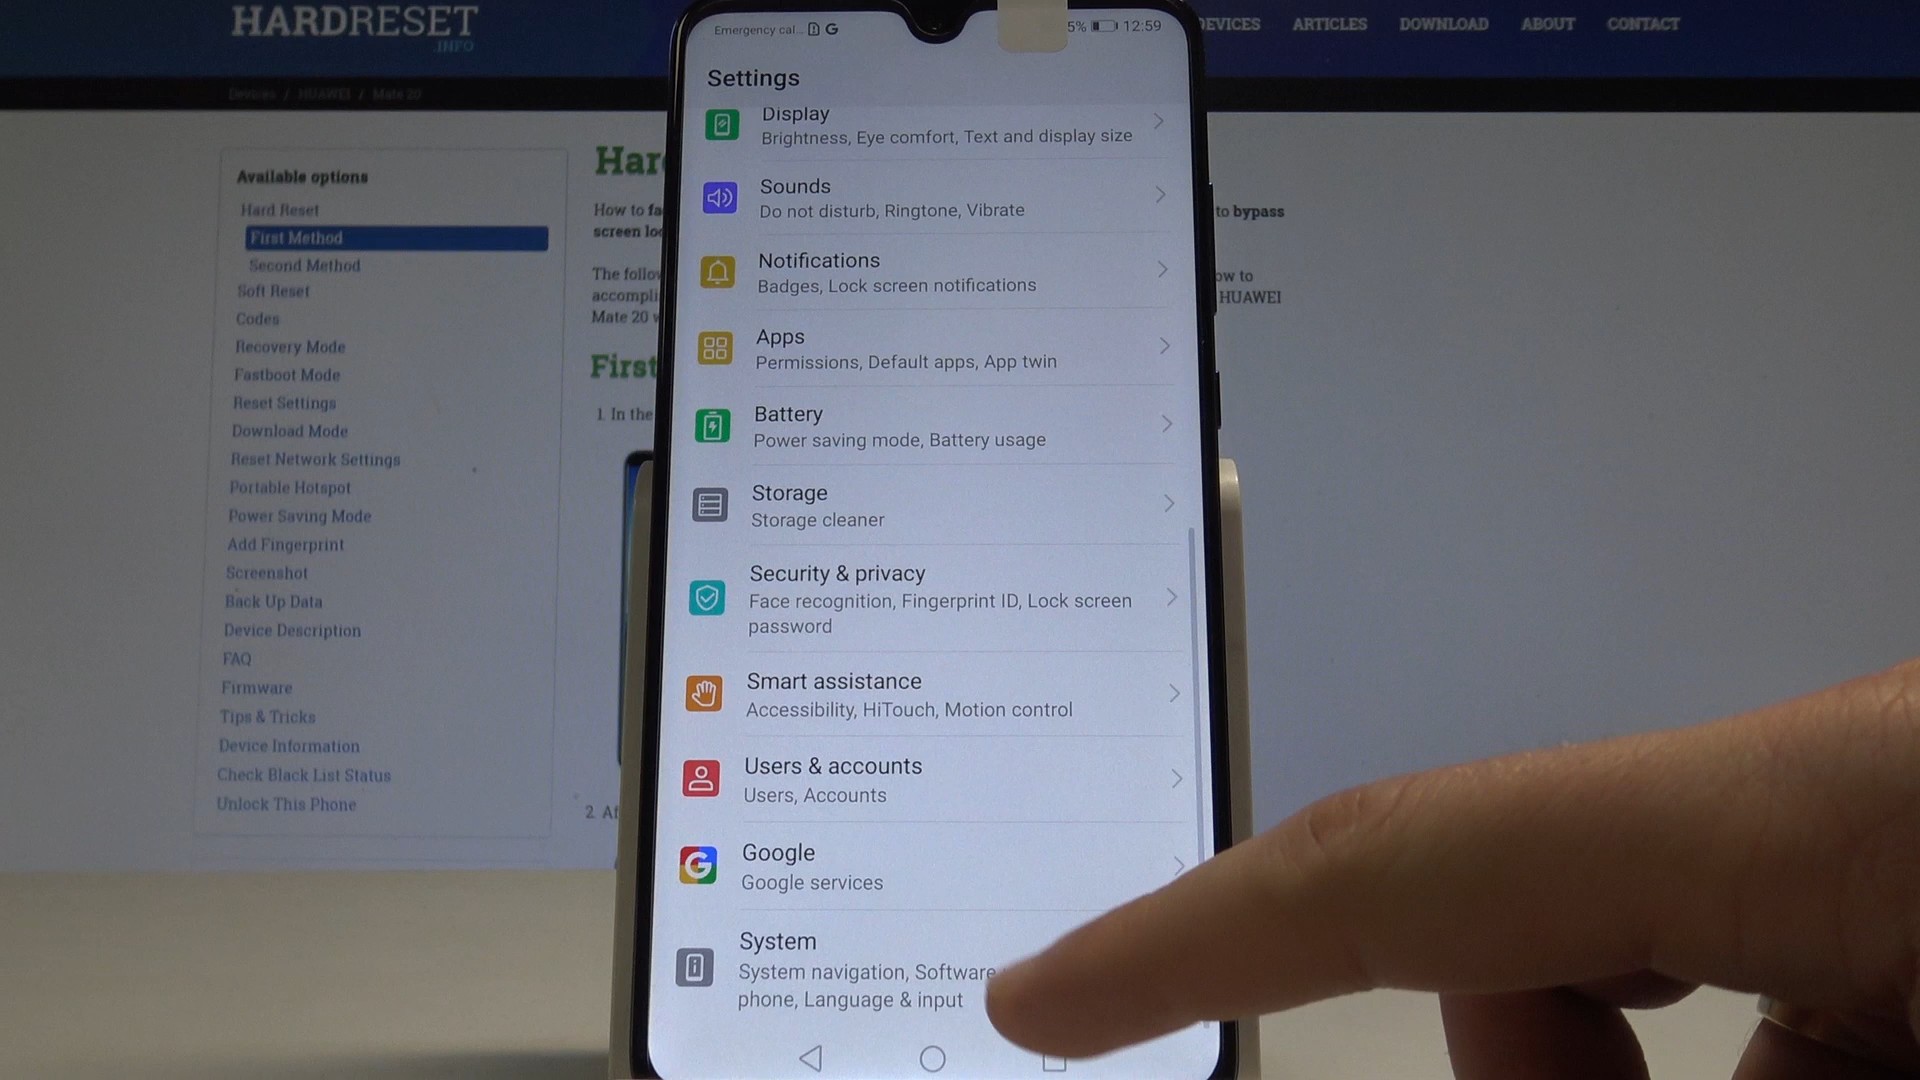 HARDRESET
.INFO
DEVICES
ARTICLES
DOWNLOAD
ABOUT
CONTACT
Devices / HUAWEI / Mate 20
Available options
Hard Reset
First Method
Second Method
Soft Reset
Codes
Recovery Mode
Fastboot Mode
Reset Settings
Download Mode
Reset Network Settings
Portable Hotspot
Power Saving Mode
Add Fingerprint
Screenshot
Back Up Data
Device Description
FAQ
Firmware
Tips & Tricks
Device Information
Check Black List Status
Unlock This Phone
How to
screen
to bypass
The
ow to
HUAWEI
Mate 20
First
1. In the
2.
Emergency cal... G
5% 12:59
Settings
Display
Brightness, Eye comfort, Text and display size
Sounds
Do not disturb, Ringtone, Vibrate
Notifications
Badges, Lock screen notifications
Apps
Permissions, Default apps, App twin
Battery
Power saving mode, Battery usage
Storage
Storage cleaner
Security & privacy
Face recognition, Fingerprint ID, Lock screen
password
Smart assistance
Accessibility, HiTouch, Motion control
Users & accounts
Users, Accounts
Google
Google services
System
System navigation, Software
phone, Language & input